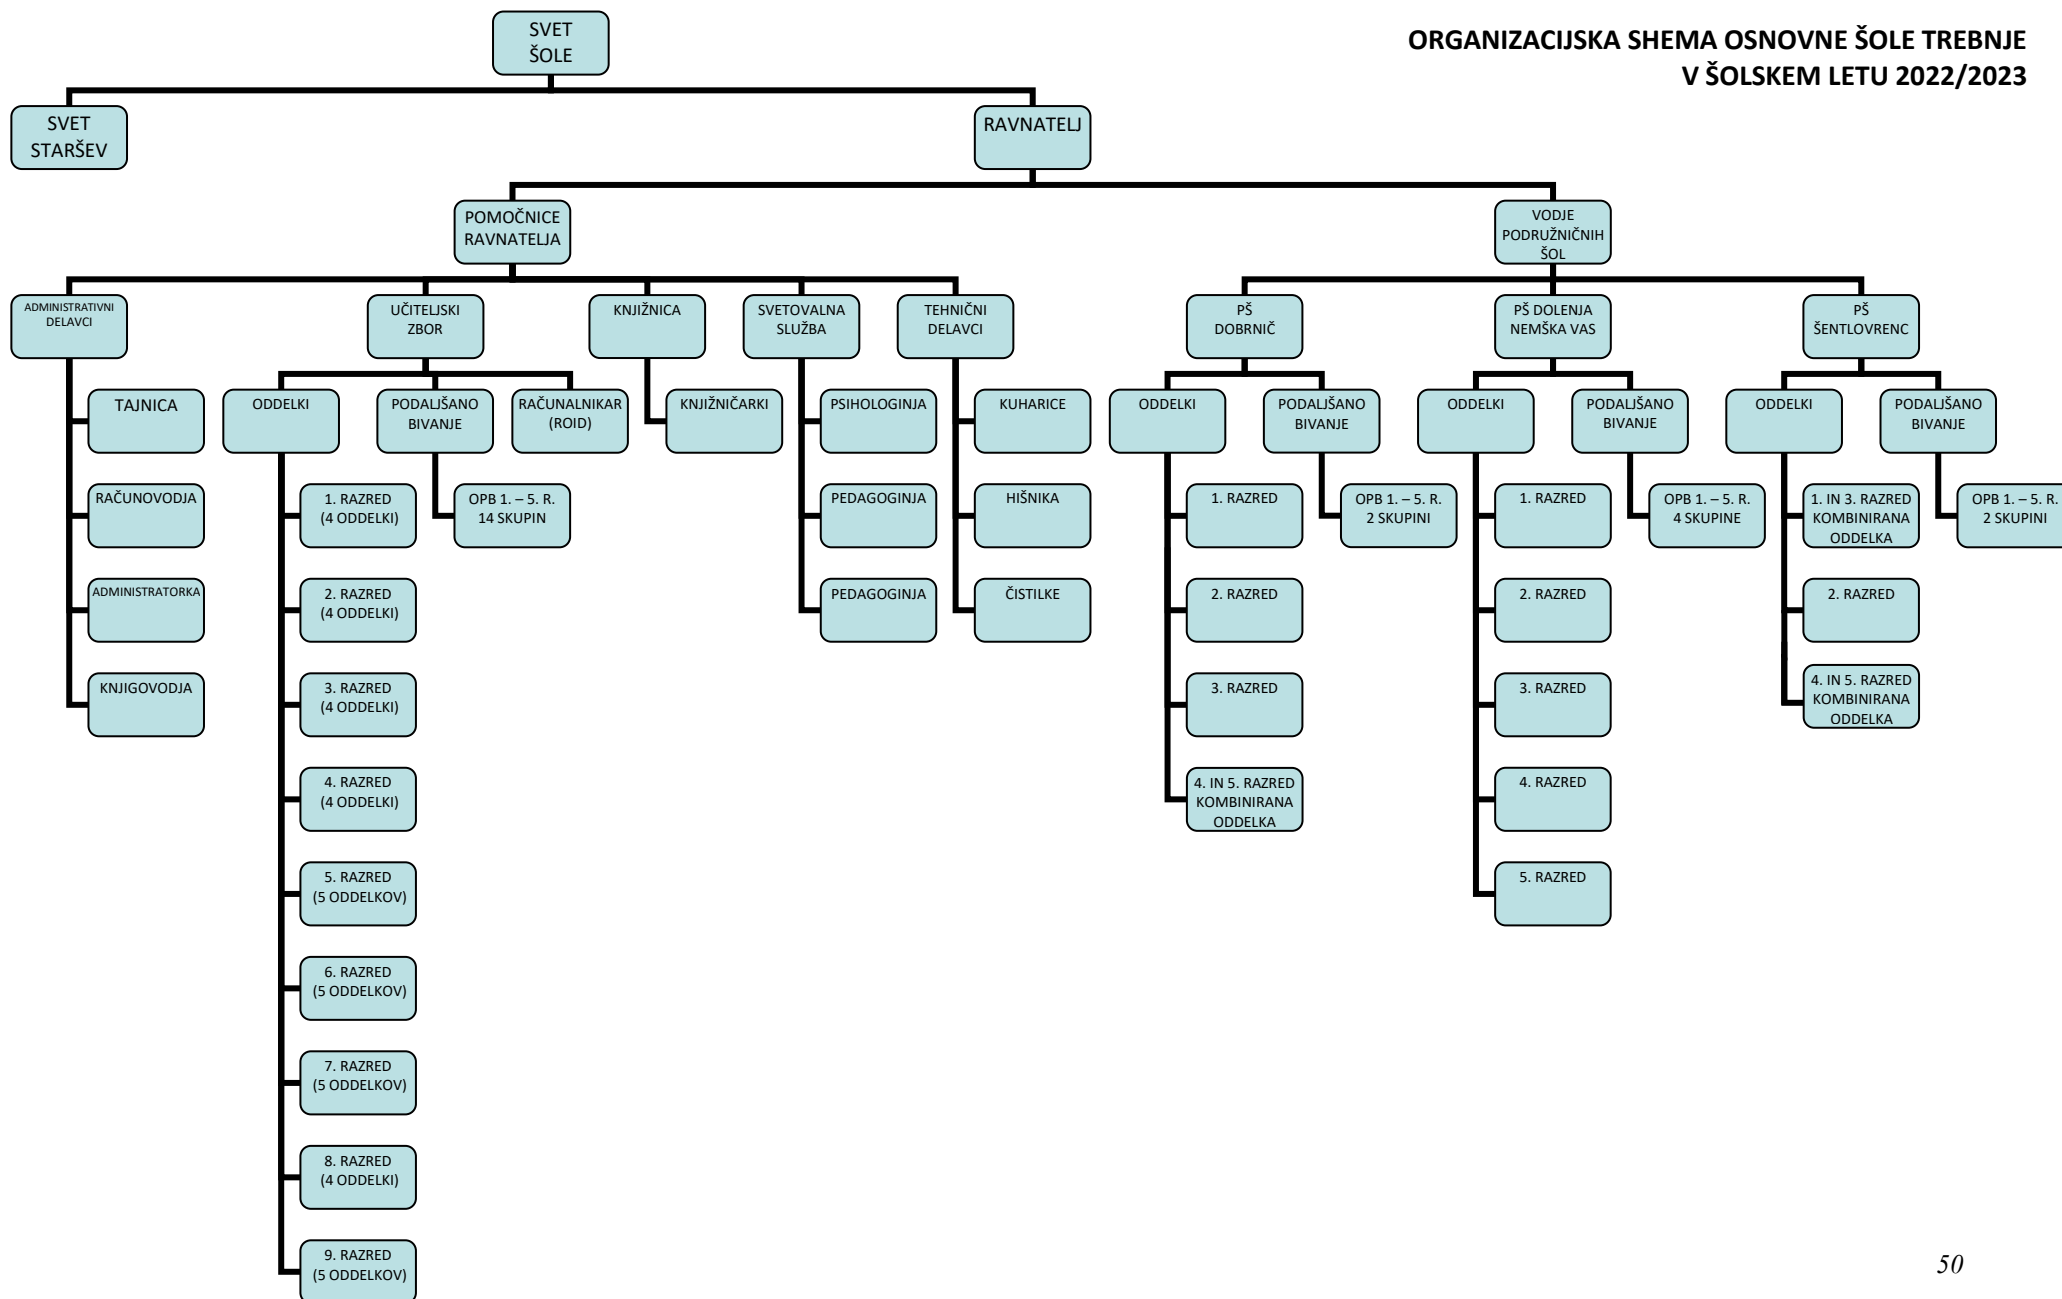 ORGANIZACIJSKA SHEMA OSNOVNE ŠOLE TREBNJE
V ŠOLSKEM LETU 2022/2023
SVET
ŠOLE
SVET
STARŠEV
RAVNATELJ
POMOČNICE
RAVNATELJA
VODJE
PODRUŽNIČNIH
ŠOL
ADMINISTRATIVNI
DELAVCI
UČITELJSKI
ZBOR
KNJIŽNICA
SVETOVALNA
SLUŽBA
TEHNIČNI
DELAVCI
PŠ
DOBRNIČ
PŠ DOLENJA
NEMŠKA VAS
PŠ
ŠENTLOVRENC
TAJNICA
RAČUNOVODJA
ADMINISTRATORKA
KNJIGOVODJA
ODDELKI
PODALJŠANO
BIVANJE
RAČUNALNIKAR
(ROID)
1. RAZRED
(4 ODDELKI)
2. RAZRED
(4 ODDELKI)
3. RAZRED
(4 ODDELKI)
4. RAZRED
(4 ODDELKI)
5. RAZRED
(5 ODDELKOV)
6. RAZRED
(5 ODDELKOV)
7. RAZRED
(5 ODDELKOV)
8. RAZRED
(4 ODDELKI)
9. RAZRED
(5 ODDELKOV)
OPB 1. – 5. R.
14 SKUPIN
KNJIŽNIČARKI
PSIHOLOGINJA
PEDAGOGINJA
PEDAGOGINJA
KUHARICE
HIŠNIKA
ČISTILKE
ODDELKI
PODALJŠANO
BIVANJE
1. RAZRED
2. RAZRED
3. RAZRED
4. IN 5. RAZRED
KOMBINIRANA
ODDELKA
OPB 1. – 5. R.
2 SKUPINI
ODDELKI
PODALJŠANO
BIVANJE
1. RAZRED
2. RAZRED
3. RAZRED
4. RAZRED
5. RAZRED
OPB 1. – 5. R.
4 SKUPINE
ODDELKI
PODALJŠANO
BIVANJE
1. IN 3. RAZRED
KOMBINIRANA
ODDELKA
2. RAZRED
4. IN 5. RAZRED
KOMBINIRANA
ODDELKA
OPB 1. – 5. R.
2 SKUPINI
50